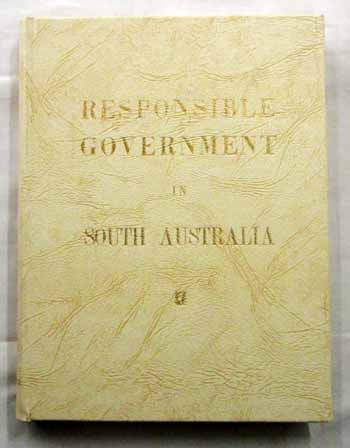 RESPONSIBLE
GOVERNMENT
IN
SOUTH AUSTRALIA